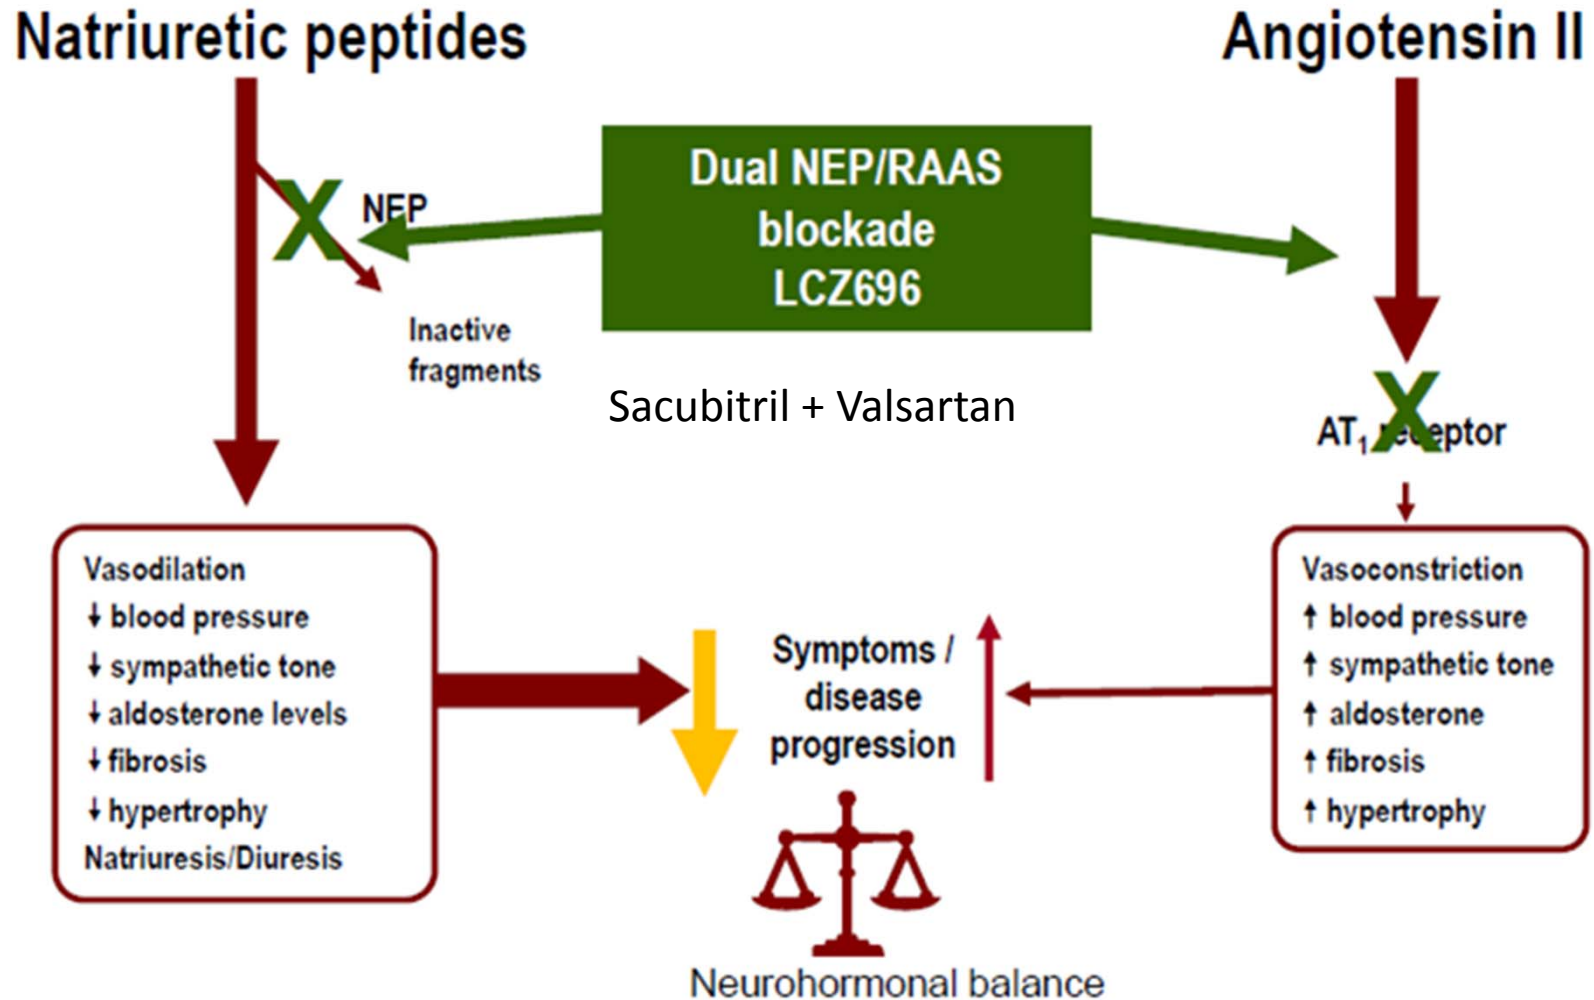 Natriuretic peptides
Angiotensin II
Dual NEP/RAAS
blockade
LCZ696
X
NEP
Inactive
fragments
Sacubitril + Valsartan
X
AT₁ receptor
Vasodilation
↓ blood pressure
↓ sympathetic tone
↓ aldosterone levels
↓ fibrosis
↓ hypertrophy
Natriuresis/Diuresis
Symptoms /
disease
progression
Vasoconstriction
↑ blood pressure
↑ sympathetic tone
↑ aldosterone
↑ fibrosis
↑ hypertrophy
Neurohormonal balance